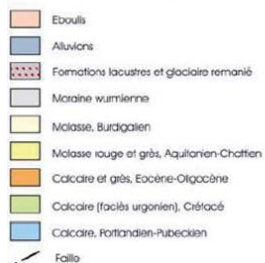 Eboulis
Alluvions
Formations lacustres et glaciaire remanié
Moraine wurmienne
Molasse, Burdigalien
Molasse rouge et grès, Aquitanien-Chattien
Calcaire et grès, Eocène-Oligocène
Calcaire (faciès urgonien), Crétacé
Calcaire, Portlandien-Pubeckien
Faille